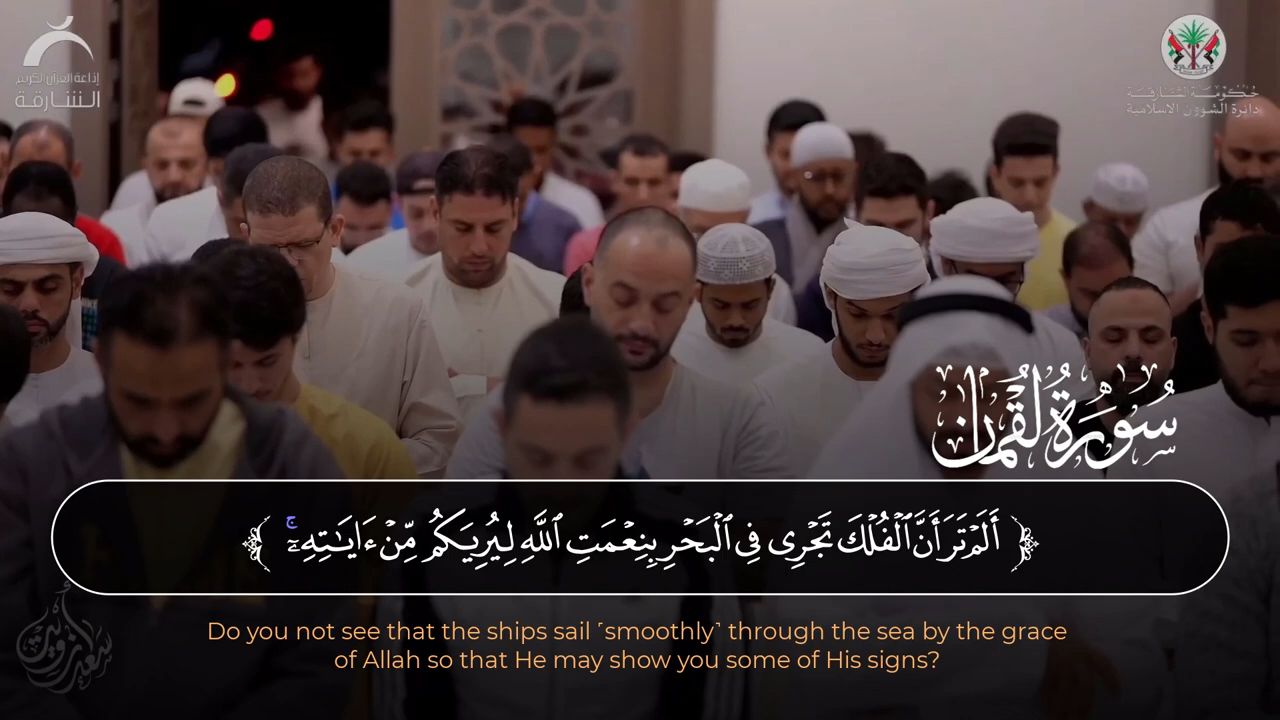 إذاعة القرآن الكريم
الشارقة
حكومة الشارقة
دائرة الشؤون الاسلامية
سُورَةُ لُقْمَان
﴿ أَلَمۡ تَرَ أَنَّ ٱلۡفُلۡكَ تَجۡرِى فِى ٱلۡبَحۡرِ بِنِعۡمَتِ ٱللَّهِ لِيُرِيَكُم مِّنۡ ءَايَـٰتِهِۦٓ ۚ ﴾
Do you not see that the ships sail ˹smoothly˺ through the sea by the grace
of Allah so that He may show you some of His signs?